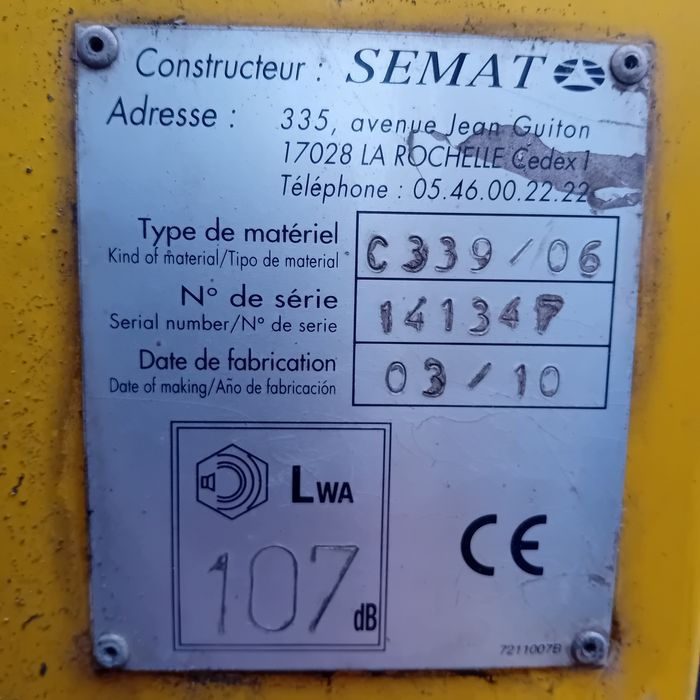 Constructeur : SEMAT
Adresse : 335, avenue Jean Guiton
17028 LA ROCHELLE Cedex 1
Téléphone : 05.46.00.22.22
Type de matériel
Kind of material/Tipo de material
C339/06
N° de série
Serial number/N° de serie
141347
Date de fabrication
Date of making/Año de fabricación
03/10
LWA
107 dB
CE
7211007B